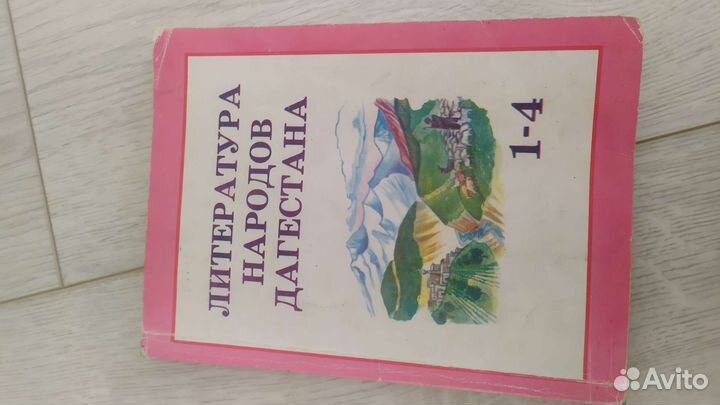 ЛИТЕРАТУРА
НАРОДОВ
ДАГЕСТАНА
1-4
Avito